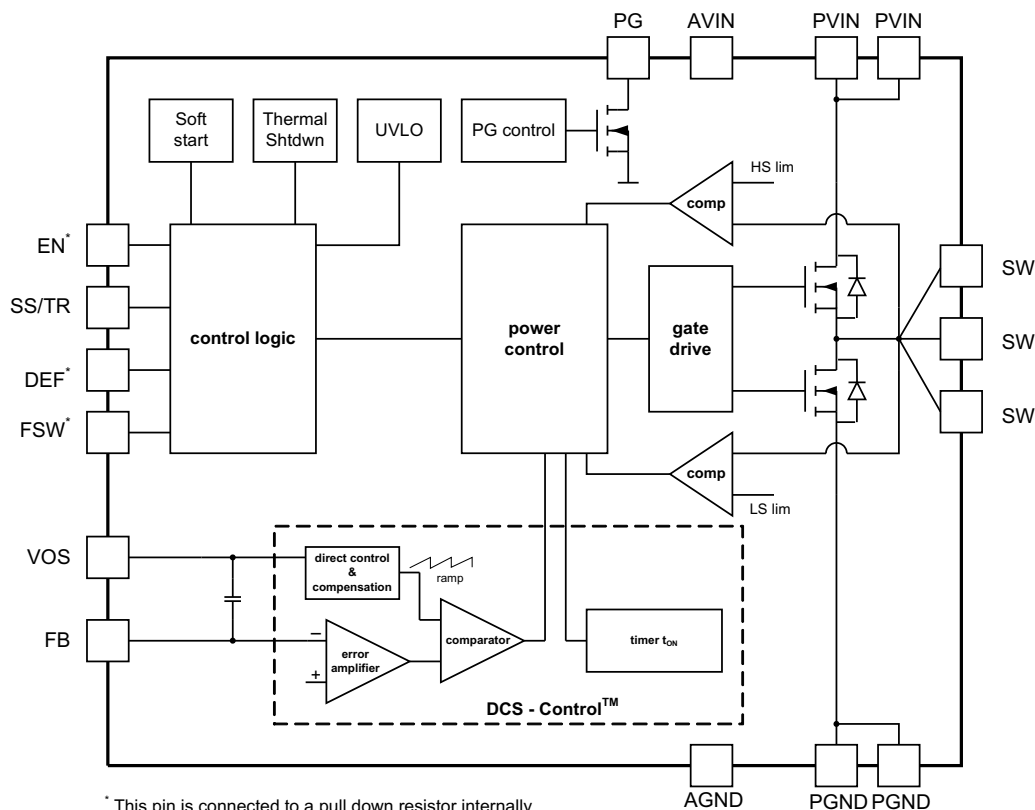 PG
AVIN
PVIN
PVIN
Soft
start
Thermal
Shtdwn
UVLO
PG control
HS lim
comp
EN*
SS/TR
DEF*
FSW*
control logic
power
control
gate
drive
SW
SW
SW
comp
LS lim
VOS
FB
direct control
&
compensation
ramp
error
amplifier
comparator
timer tON
DCS - Control™
AGND
PGND
PGND
* This pin is connected to a pull down resistor internally